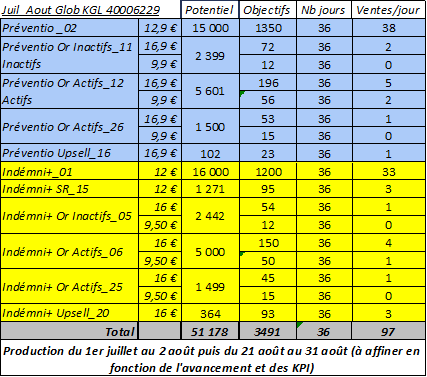 Juil_Aout Glob KGL 40006229 Potentiel Objectifs Nb jours Ventes/jour
Préventio _02 12,9 € 15 000 1350 36 38
Préventio Or Inactifs_11 16,9 € 2 399 72 36 2
Inactifs 9,9 € 12 36 0
Préventio Or Actifs_12 16,9 € 5 601 196 36 5
Actifs 9,9 € 56 36 2
Préventio Or Actifs_26 16,9 € 1 500 53 36 1
9,9 € 15 36 0
Préventio Upsell_16 16,9 € 102 23 36 1
Indémni+_01 12 € 16 000 1200 36 33
Indémni+ SR_15 12 € 1 271 95 36 3
Indémni+ Or Inactifs_05 16 € 2 442 54 36 1
9,50 € 12 36 0
Indémni+ Or Actifs_06 16 € 5 000 150 36 4
9,50 € 50 36 1
Indémni+ Or Actifs_25 16 € 1 499 45 36 1
9,50 € 15 36 0
Indémni+ Upsell_20 16 € 364 93 36 3
Total 51 178 3491 36 97
Production du 1er juillet au 2 août puis du 21 août au 31 août (à affiner en
fonction de l'avancement et des KPI)